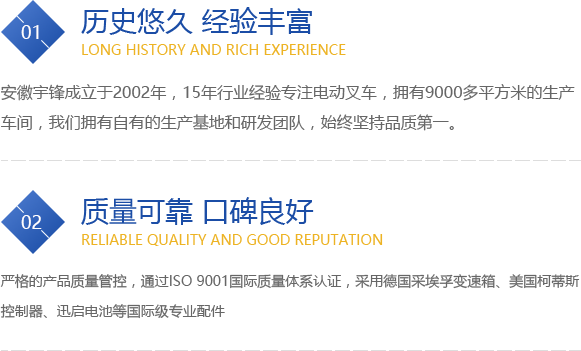 01
历史悠久 经验丰富
LONG HISTORY AND RICH EXPERIENCE
安徽宇锋成立于2002年，15年行业经验专注电动叉车，拥有9000多平方米的生产
车间，我们拥有自有的生产基地和研发团队，始终坚持品质第一。
02
质量可靠 口碑良好
RELIABLE QUALITY AND GOOD REPUTATION
严格的产品质量管控，通过ISO 9001国际质量体系认证，采用德国采埃孚变速箱、美国柯蒂斯
控制器、迅启电池等国际级专业配件